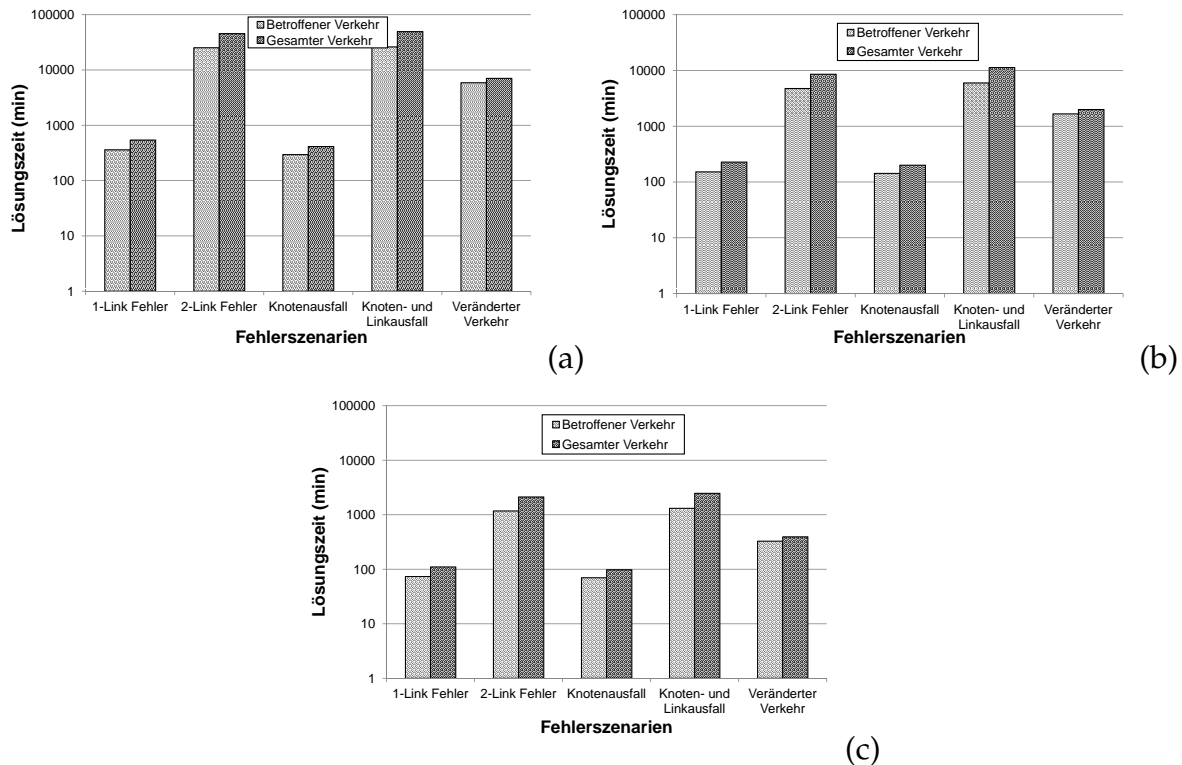 100000
10000
1000
100
10
1
Lösungszeit (min)
Betroffener Verkehr
Gesamter Verkehr
1-Link Fehler
2-Link Fehler
Knotenausfall
Knoten- und
Linkausfall
Veränderter
Verkehr
Fehlerszenarien
(a)
100000
10000
1000
100
10
1
Lösungszeit (min)
Betroffener Verkehr
Gesamter Verkehr
1-Link Fehler
2-Link Fehler
Knotenausfall
Knoten- und
Linkausfall
Veränderter
Verkehr
Fehlerszenarien
(b)
100000
10000
1000
100
10
1
Lösungszeit (min)
Betroffener Verkehr
Gesamter Verkehr
1-Link Fehler
2-Link Fehler
Knotenausfall
Knoten- und
Linkausfall
Veränderter
Verkehr
Fehlerszenarien
(c)